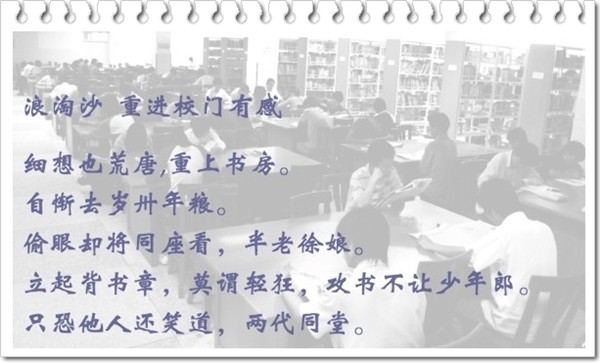 浪淘沙 重进校门有感
细想也荒唐,重上书房。
自惭去岁卅年粮。
偷眼却将同座看，半老徐娘。
立起背书章，莫谓轻狂，攻书不让少年郎。
只恐他人还笑道，两代同堂。